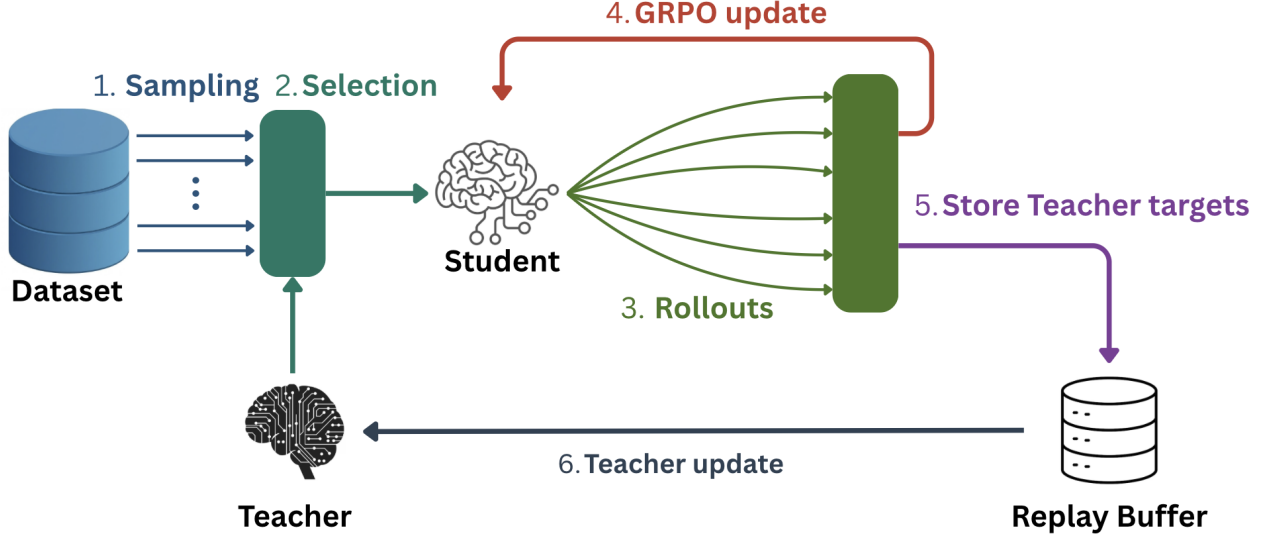 4. GRPO update
1. Sampling
2. Selection
5. Store Teacher targets
Student
Dataset
3. Rollouts
6. Teacher update
Teacher
Replay Buffer